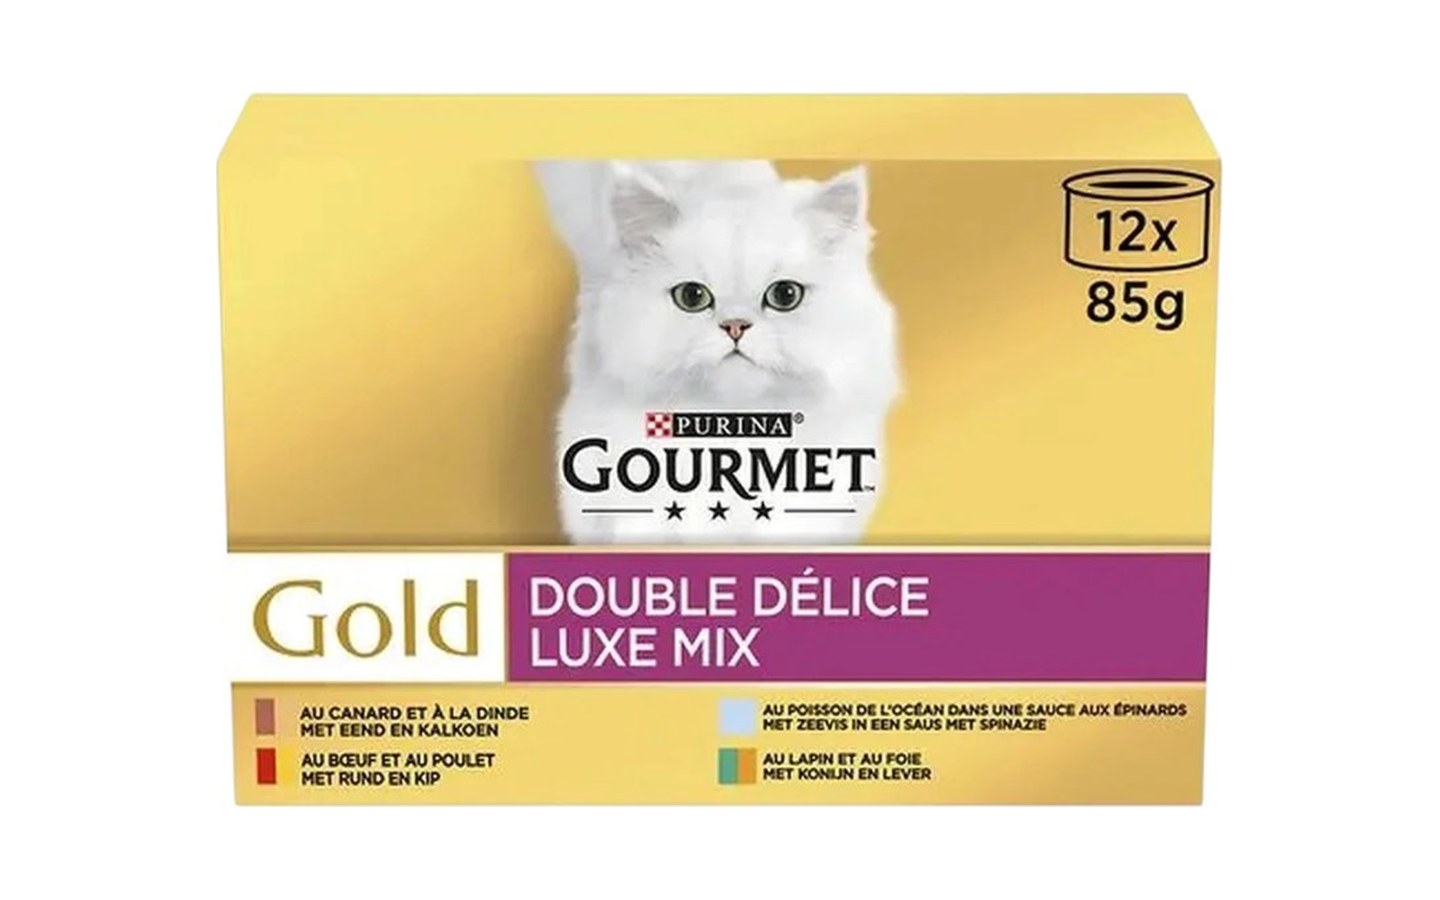 12x
85g
PURINA®
GOURMET™
Gold
DOUBLE DÉLICE
LUXE MIX
AU CANARD ET À LA DINDE
MET EEND EN KALKOEN
AU BŒUF ET AU POULET
MET RUND EN KIP
AU POISSON DE L'OCÉAN DANS UNE SAUCE AUX ÉPINARDS
MET ZEEVIS IN EEN SAUS MET SPINAZIE
AU LAPIN ET AU FOIE
MET KONIJN EN LEVER